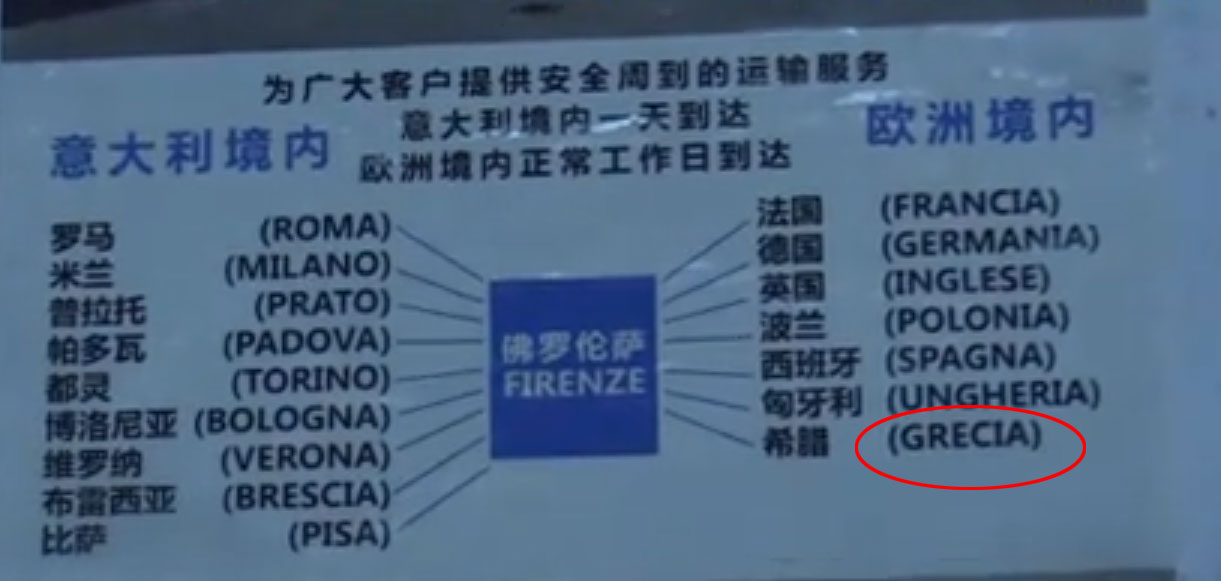 为广大客户提供安全周到的运输服务
意大利境内一天到达
欧洲境内正常工作日到达
意大利境内
罗马 (ROMA)
米兰 (MILANO)
普拉托 (PRATO)
帕多瓦 (PADOVA)
都灵 (TORINO)
博洛尼亚 (BOLOGNA)
维罗纳 (VERONA)
布雷西亚 (BRESCIA)
比萨 (PISA)
佛罗伦萨
FIRENZE
欧洲境内
法国 (FRANCIA)
德国 (GERMANIA)
英国 (INGLESE)
波兰 (POLONIA)
西班牙 (SPAGNA)
匈牙利 (UNGHERIA)
希腊 (GRECIA)